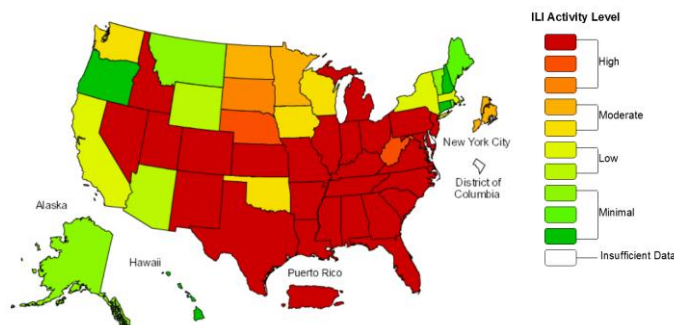 ILI Activity Level
High
Moderate
Low
Minimal
Insufficient Data
New York City
District of
Columbia
Alaska
Hawaii
Puerto Rico